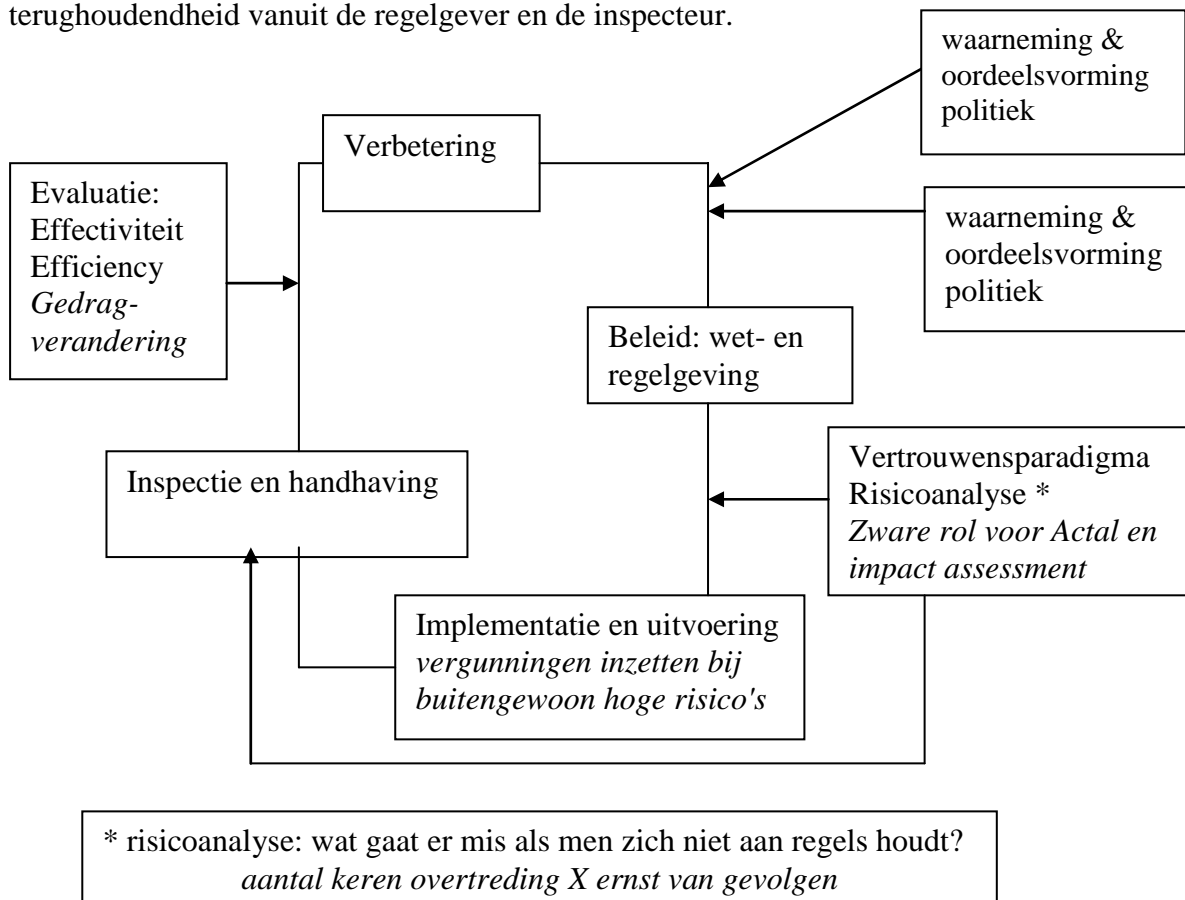 terughoudendheid vanuit de regelgever en de inspecteur.
waarneming &
oordeelsvorming
politiek
Verbetering
Evaluatie:
Effectiviteit
Efficiency
Gedrag-
verandering
waarneming &
oordeelsvorming
politiek
Beleid: wet- en
regelgeving
Inspectie en handhaving
Vertrouwensparadigma
Risicoanalyse *
Zware rol voor Actal en
impact assessment
Implementatie en uitvoering
vergunningen inzetten bij
buitengewoon hoge risico's
* risicoanalyse: wat gaat er mis als men zich niet aan regels houdt?
aantal keren overtreding X ernst van gevolgen